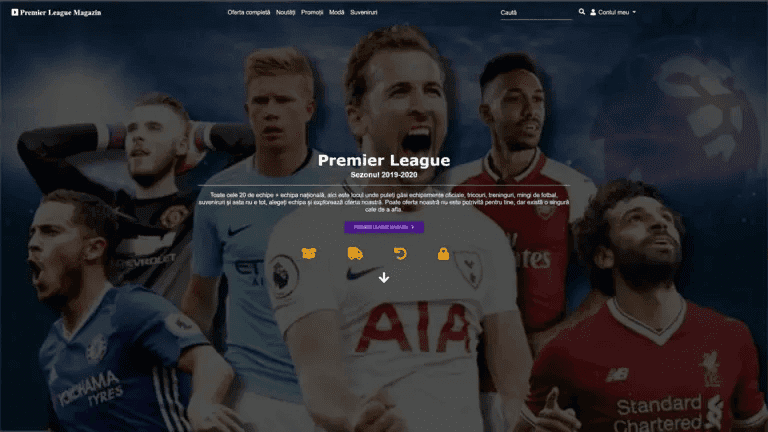 Premier League Magazin
Oferta completă Noutăți Promoții Modă Suveniruri
Caută
Contul meu
Premier League
Sezonul 2019-2020
Toate cele 20 de echipe + echipa națională, aici este locul unde puteți găsi echipamente oficiale, tricouri, treninguri, mingi de fotbal,
suveniruri și asta nu e tot, alegeți echipa și explorează oferta noastră. Poate oferta noastră nu este potrivită pentru tine, dar există o singură
cale de a afla.
PREMIER LEAGUE MAGAZIN
CHEVROLET
ETI
Emirates
YOKOHAMA
TYRES
AIA
NB
Standard
Chartered